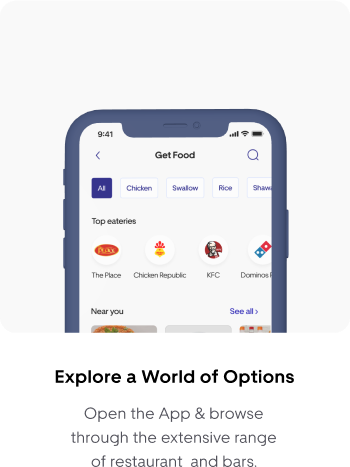 9:41
Get Food
All Chicken Swallow Rice Shaw
Top eateries
The Place Chicken Republic KFC Dominos P
Near you See all ›
Explore a World of Options
Open the App & browse
through the extensive range
of restaurant and bars.